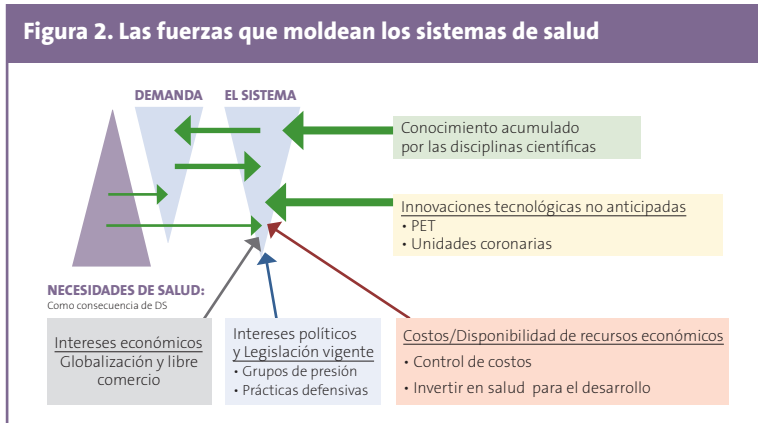 Figura 2. Las fuerzas que moldean los sistemas de salud
DEMANDA
EL SISTEMA
Conocimiento acumulado
por las disciplinas científicas
Innovaciones tecnológicas no anticipadas
• PET
• Unidades coronarias
NECESIDADES DE SALUD:
Como consecuencia de DS
Intereses económicos
Globalización y libre
comercio
Intereses políticos
y Legislación vigente
• Grupos de presión
• Prácticas defensivas
Costos/Disponibilidad de recursos económicos
• Control de costos
• Invertir en salud para el desarrollo